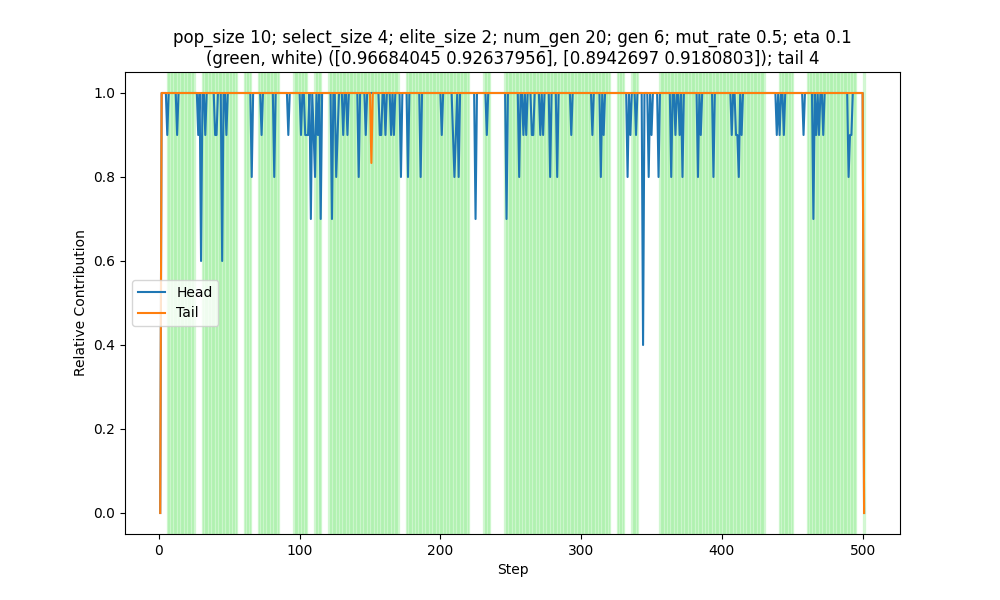 pop_size 10; select_size 4; elite_size 2; num_gen 20; gen 6; mut_rate 0.5; eta 0.1
(green, white) ([0.96684045 0.92637956], [0.8942697 0.9180803]); tail 4
1.0
0.8
0.6
0.4
0.2
0.0
Relative Contribution
Head
Tail
0
100
200
300
400
500
Step